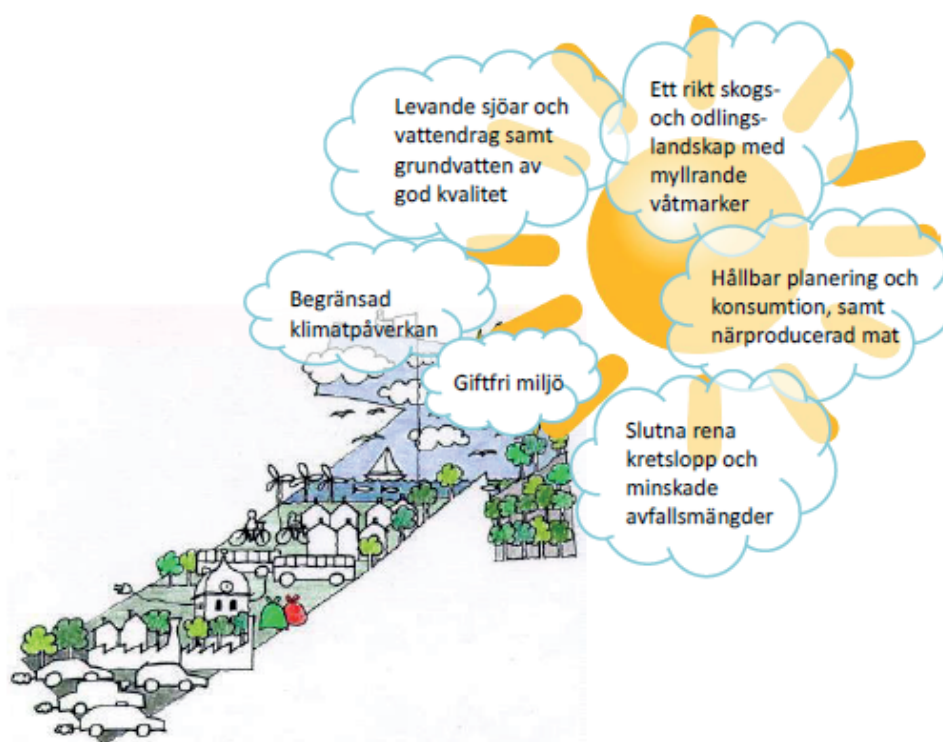 Levande sjöar och
vattendrag samt
grundvatten av
god kvalitet
Ett rikt skogs-
och odlings-
landskap med
myllrande
våtmarker
Begränsad
klimatpåverkan
Hållbar planering och
konsumtion, samt
närproducerad mat
Giftfri miljö
Slutna rena
kretslopp och
minskade
avfallsmängder